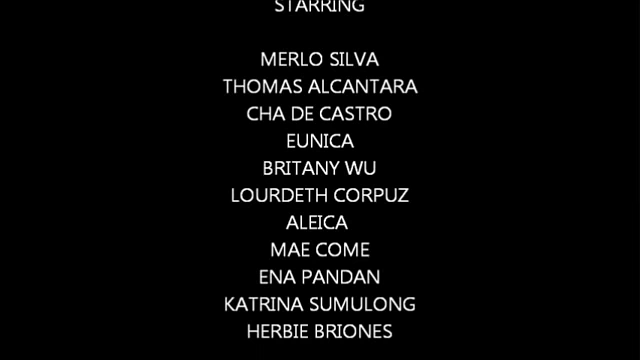 STARRING
MERLO SILVA
THOMAS ALCANTARA
CHA DE CASTRO
EUNICA
BRITANY WU
LOURDETH CORPUZ
ALEICA
MAE COME
ENA PANDAN
KATRINA SUMULONG
HERBIE BRIONES